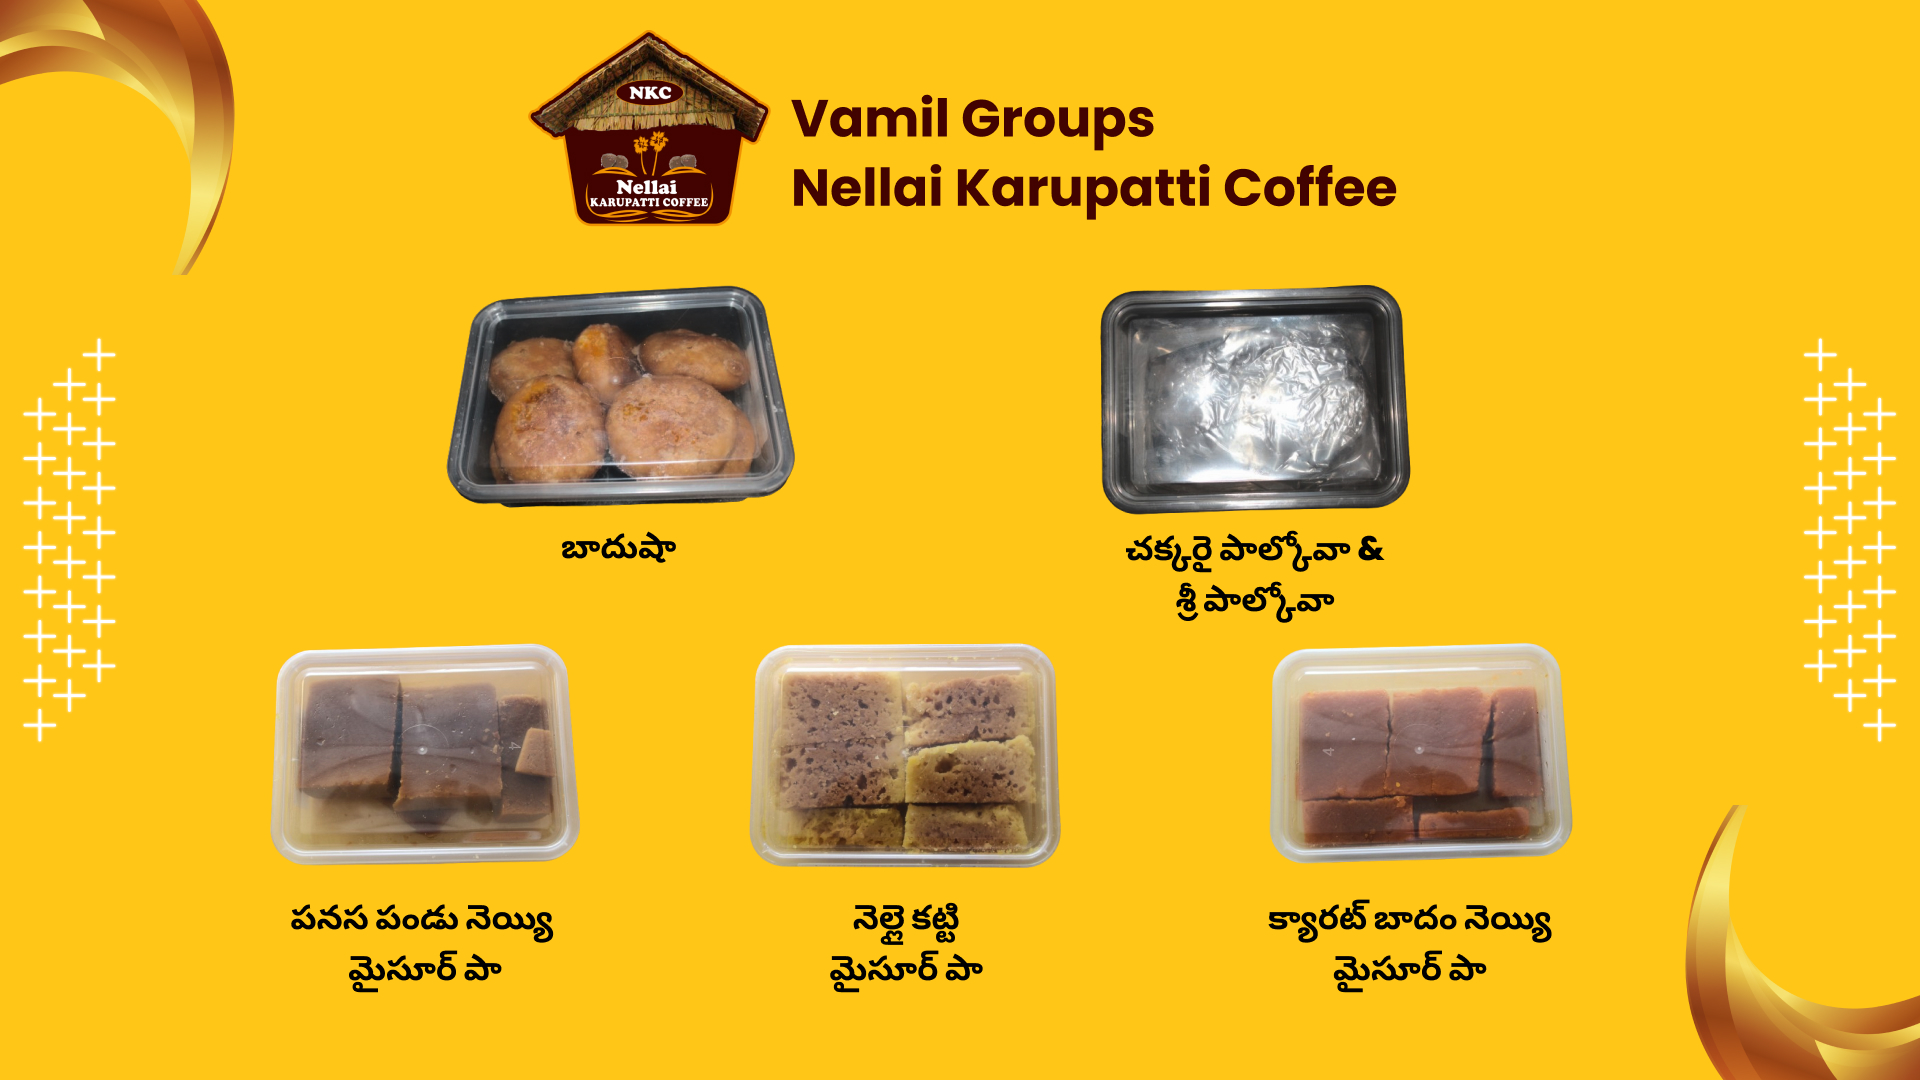 NKC
Nellai
KARUPATTI COFFEE
Vamil Groups
Nellai Karupatti Coffee
బాదుషా
చక్కరై పాల్కోవా &
శ్రీ పాల్కోవా
పనస పండు నెయ్యి
మైసూర్ పా
నెల్లై కట్టి
మైసూర్ పా
క్యారట్ బాదం నెయ్యి
మైసూర్ పా